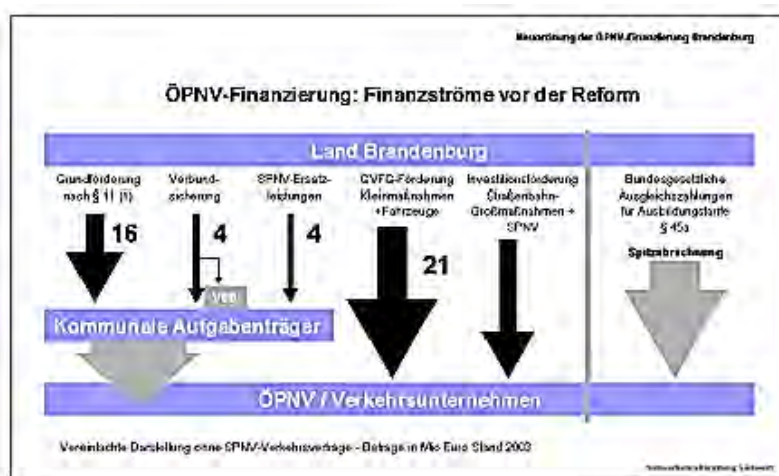 Neuordnung der ÖPNV-Finanzierung Brandenburg
ÖPNV-Finanzierung: Finanzströme vor der Reform
Land Brandenburg
Grundförderung
nach § 11 (1)
16
Verbund-
sicherung
4
VBB
SPNV-Ersatz-
leistungen
4
GVFG-Förderung
Kleinmaßnahmen
+Fahrzeuge
21
Investitionsförderung
Straßenbahn-
Großmaßnahmen +
SPNV
Bundesgesetzliche
Ausgleichszahlungen
für Ausbildungstarife
§ 45a
Spitzabrechnung
Kommunale Aufgabenträger
ÖPNV / Verkehrsunternehmen
Vereinfachte Darstellung ohne SPNV-Verkehrsverträge - Beträge in Mio Euro Stand 2003